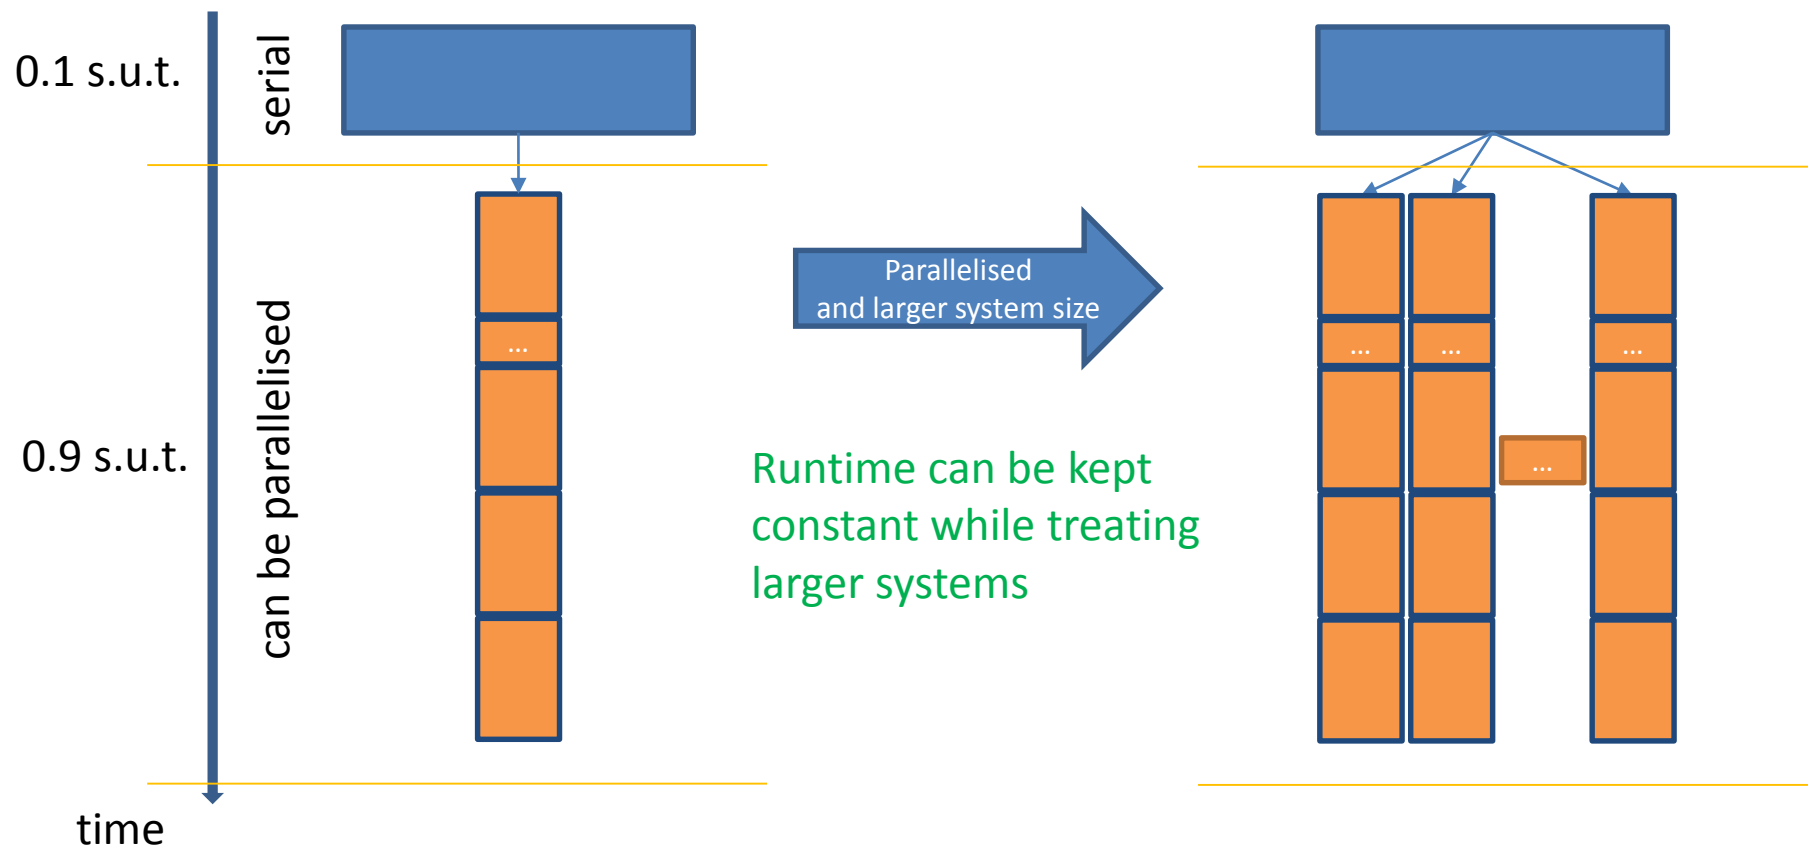 0.1 s.u.t.
serial
Parallelised
and larger system size
...
...
...
...
can be parallelised
0.9 s.u.t.
Runtime can be kept
constant while treating
larger systems
...
time